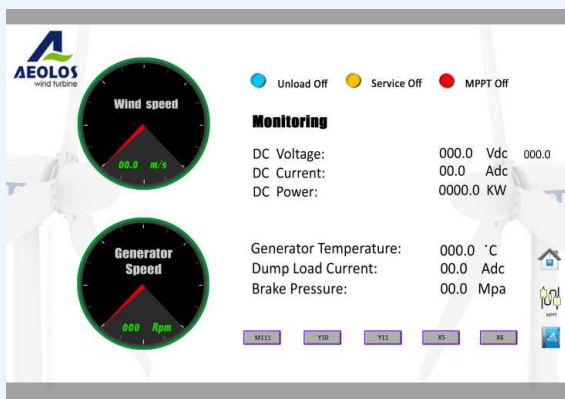 AEOLOS
wind turbine
Wind speed
00.0 m/s
Unload Off Service Off MPPT Off
Monitoring
DC Voltage: 000.0 Vdc 000.0
DC Current: 00.0 Adc
DC Power: 0000.0 KW
Generator
Speed
000 Rpm
Generator Temperature: 000.0 °C
Dump Load Current: 00.0 Adc
Brake Pressure: 00.0 Mpa
MPPT
M111 Y10 Y11 X5 X6